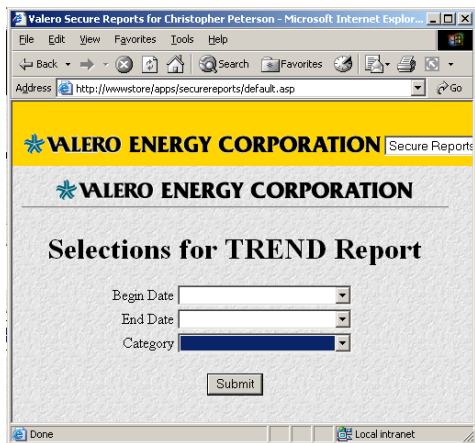 Valero Secure Reports for Christopher Peterson - Microsoft Internet Explor...
File Edit View Favorites Tools Help
Back Search Favorites
Address http://wwwstore/apps/securereports/default.asp Go
VALERO ENERGY CORPORATION Secure Reports
VALERO ENERGY CORPORATION
Selections for TREND Report
Begin Date
End Date
Category
Submit
Done Local intranet